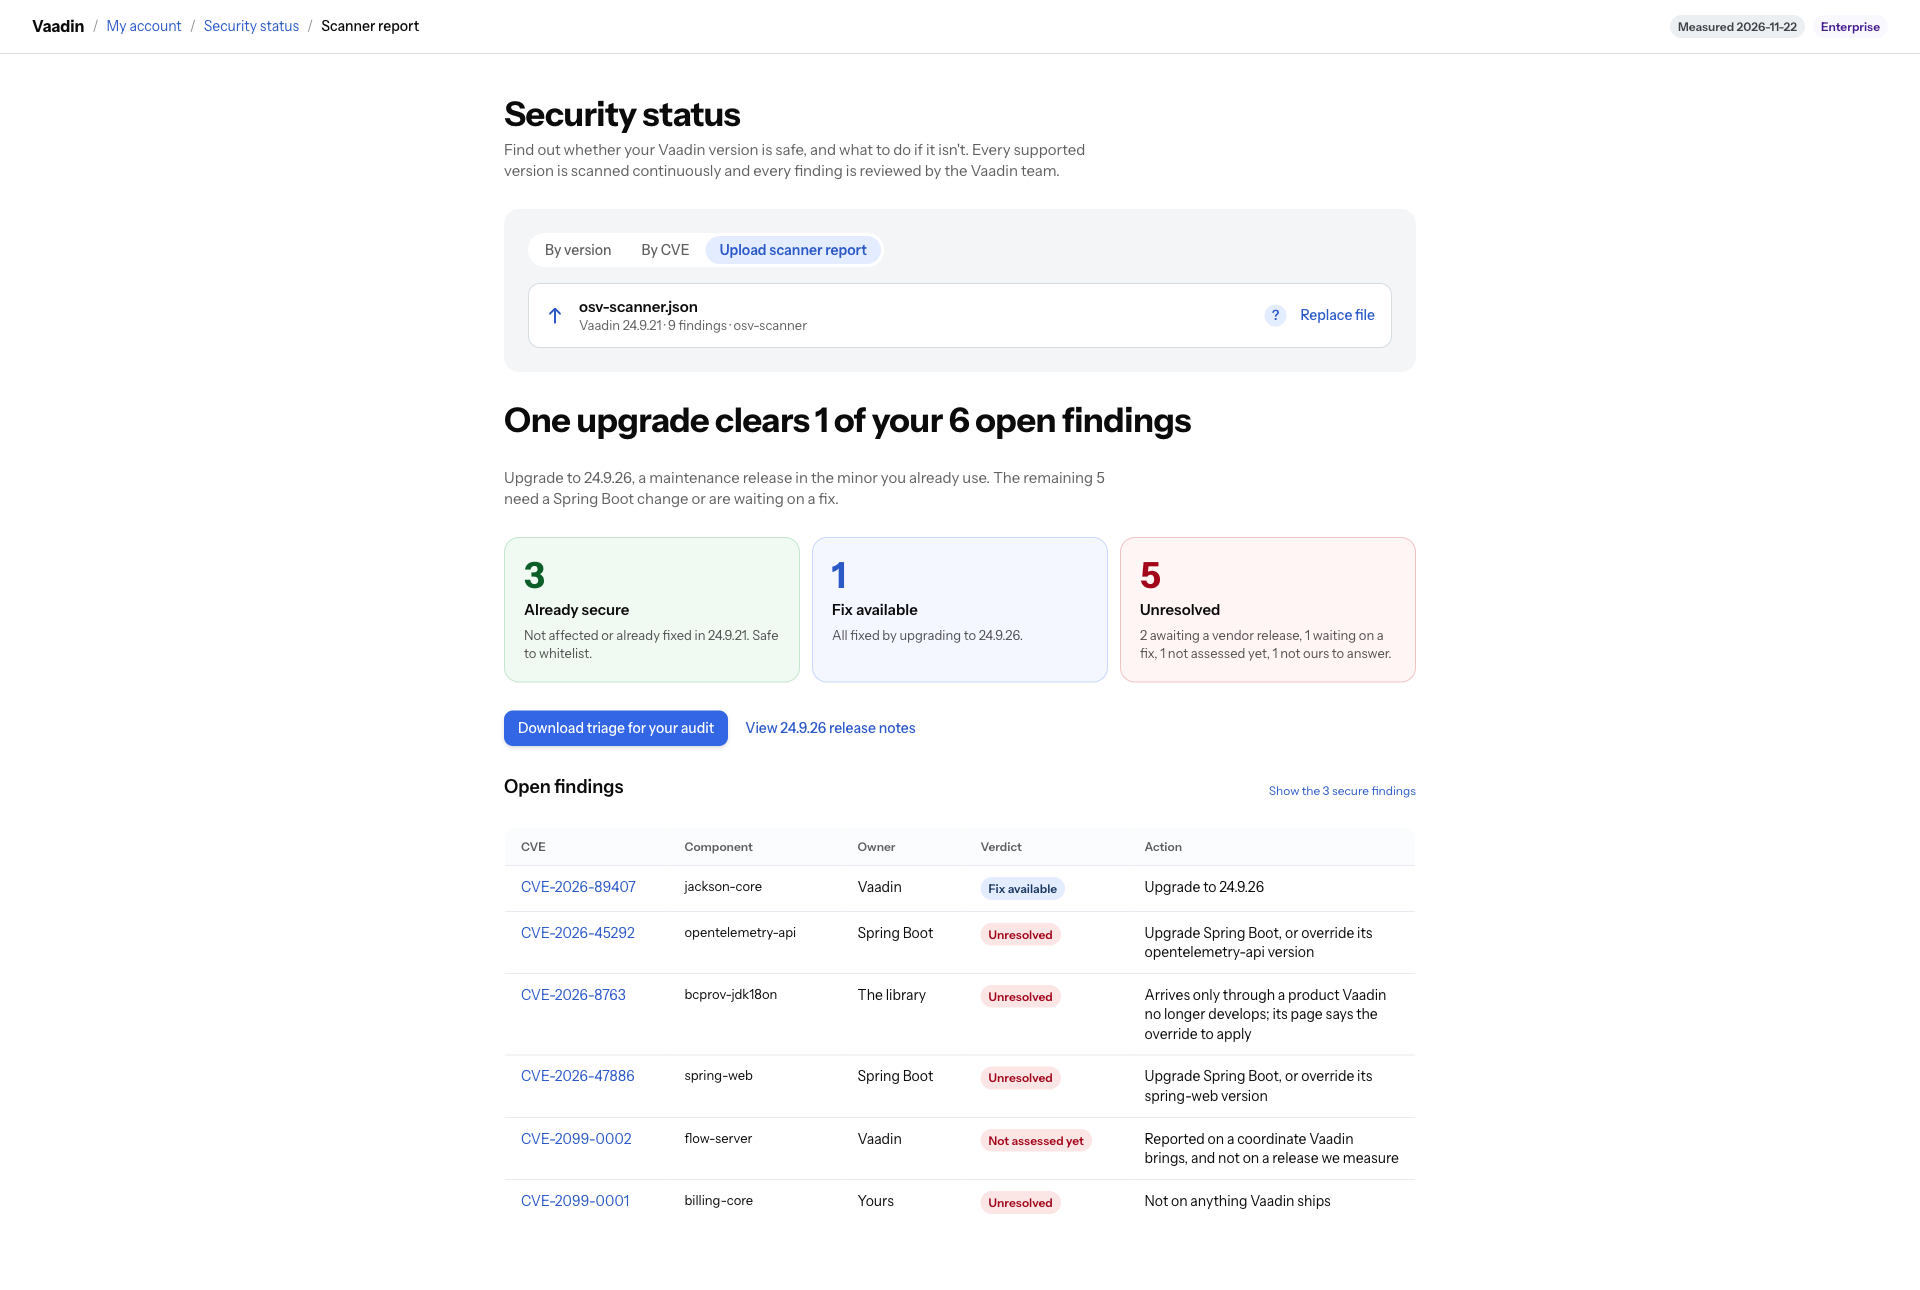 Vaadin / My account / Security status / Scanner report
Measured 2026-11-22
Enterprise
Security status
Find out whether your Vaadin version is safe, and what to do if it isn't. Every supported
version is scanned continuously and every finding is reviewed by the Vaadin team.
By version
By CVE
Upload scanner report
osv-scanner.json
Vaadin 24.9.21 · 9 findings · osv-scanner
?
Replace file
One upgrade clears 1 of your 6 open findings
Upgrade to 24.9.26, a maintenance release in the minor you already use. The remaining 5
need a Spring Boot change or are waiting on a fix.
3
Already secure
Not affected or already fixed in 24.9.21. Safe
to whitelist.
1
Fix available
All fixed by upgrading to 24.9.26.
5
Unresolved
2 awaiting a vendor release, 1 waiting on a
fix, 1 not assessed yet, 1 not ours to answer.
Download triage for your audit
View 24.9.26 release notes
Open findings
Show the 3 secure findings
CVE Component Owner Verdict Action
CVE-2026-89407 jackson-core Vaadin Fix available Upgrade to 24.9.26
CVE-2026-45292 opentelemetry-api Spring Boot Unresolved Upgrade Spring Boot, or override its
opentelemetry-api version
CVE-2026-8763 bcprov-jdk18on The library Unresolved Arrives only through a product Vaadin
no longer develops; its page says the
override to apply
CVE-2026-47886 spring-web Spring Boot Unresolved Upgrade Spring Boot, or override its
spring-web version
CVE-2099-0002 flow-server Vaadin Not assessed yet Reported on a coordinate Vaadin
brings, and not on a release we measure
CVE-2099-0001 billing-core Yours Unresolved Not on anything Vaadin ships